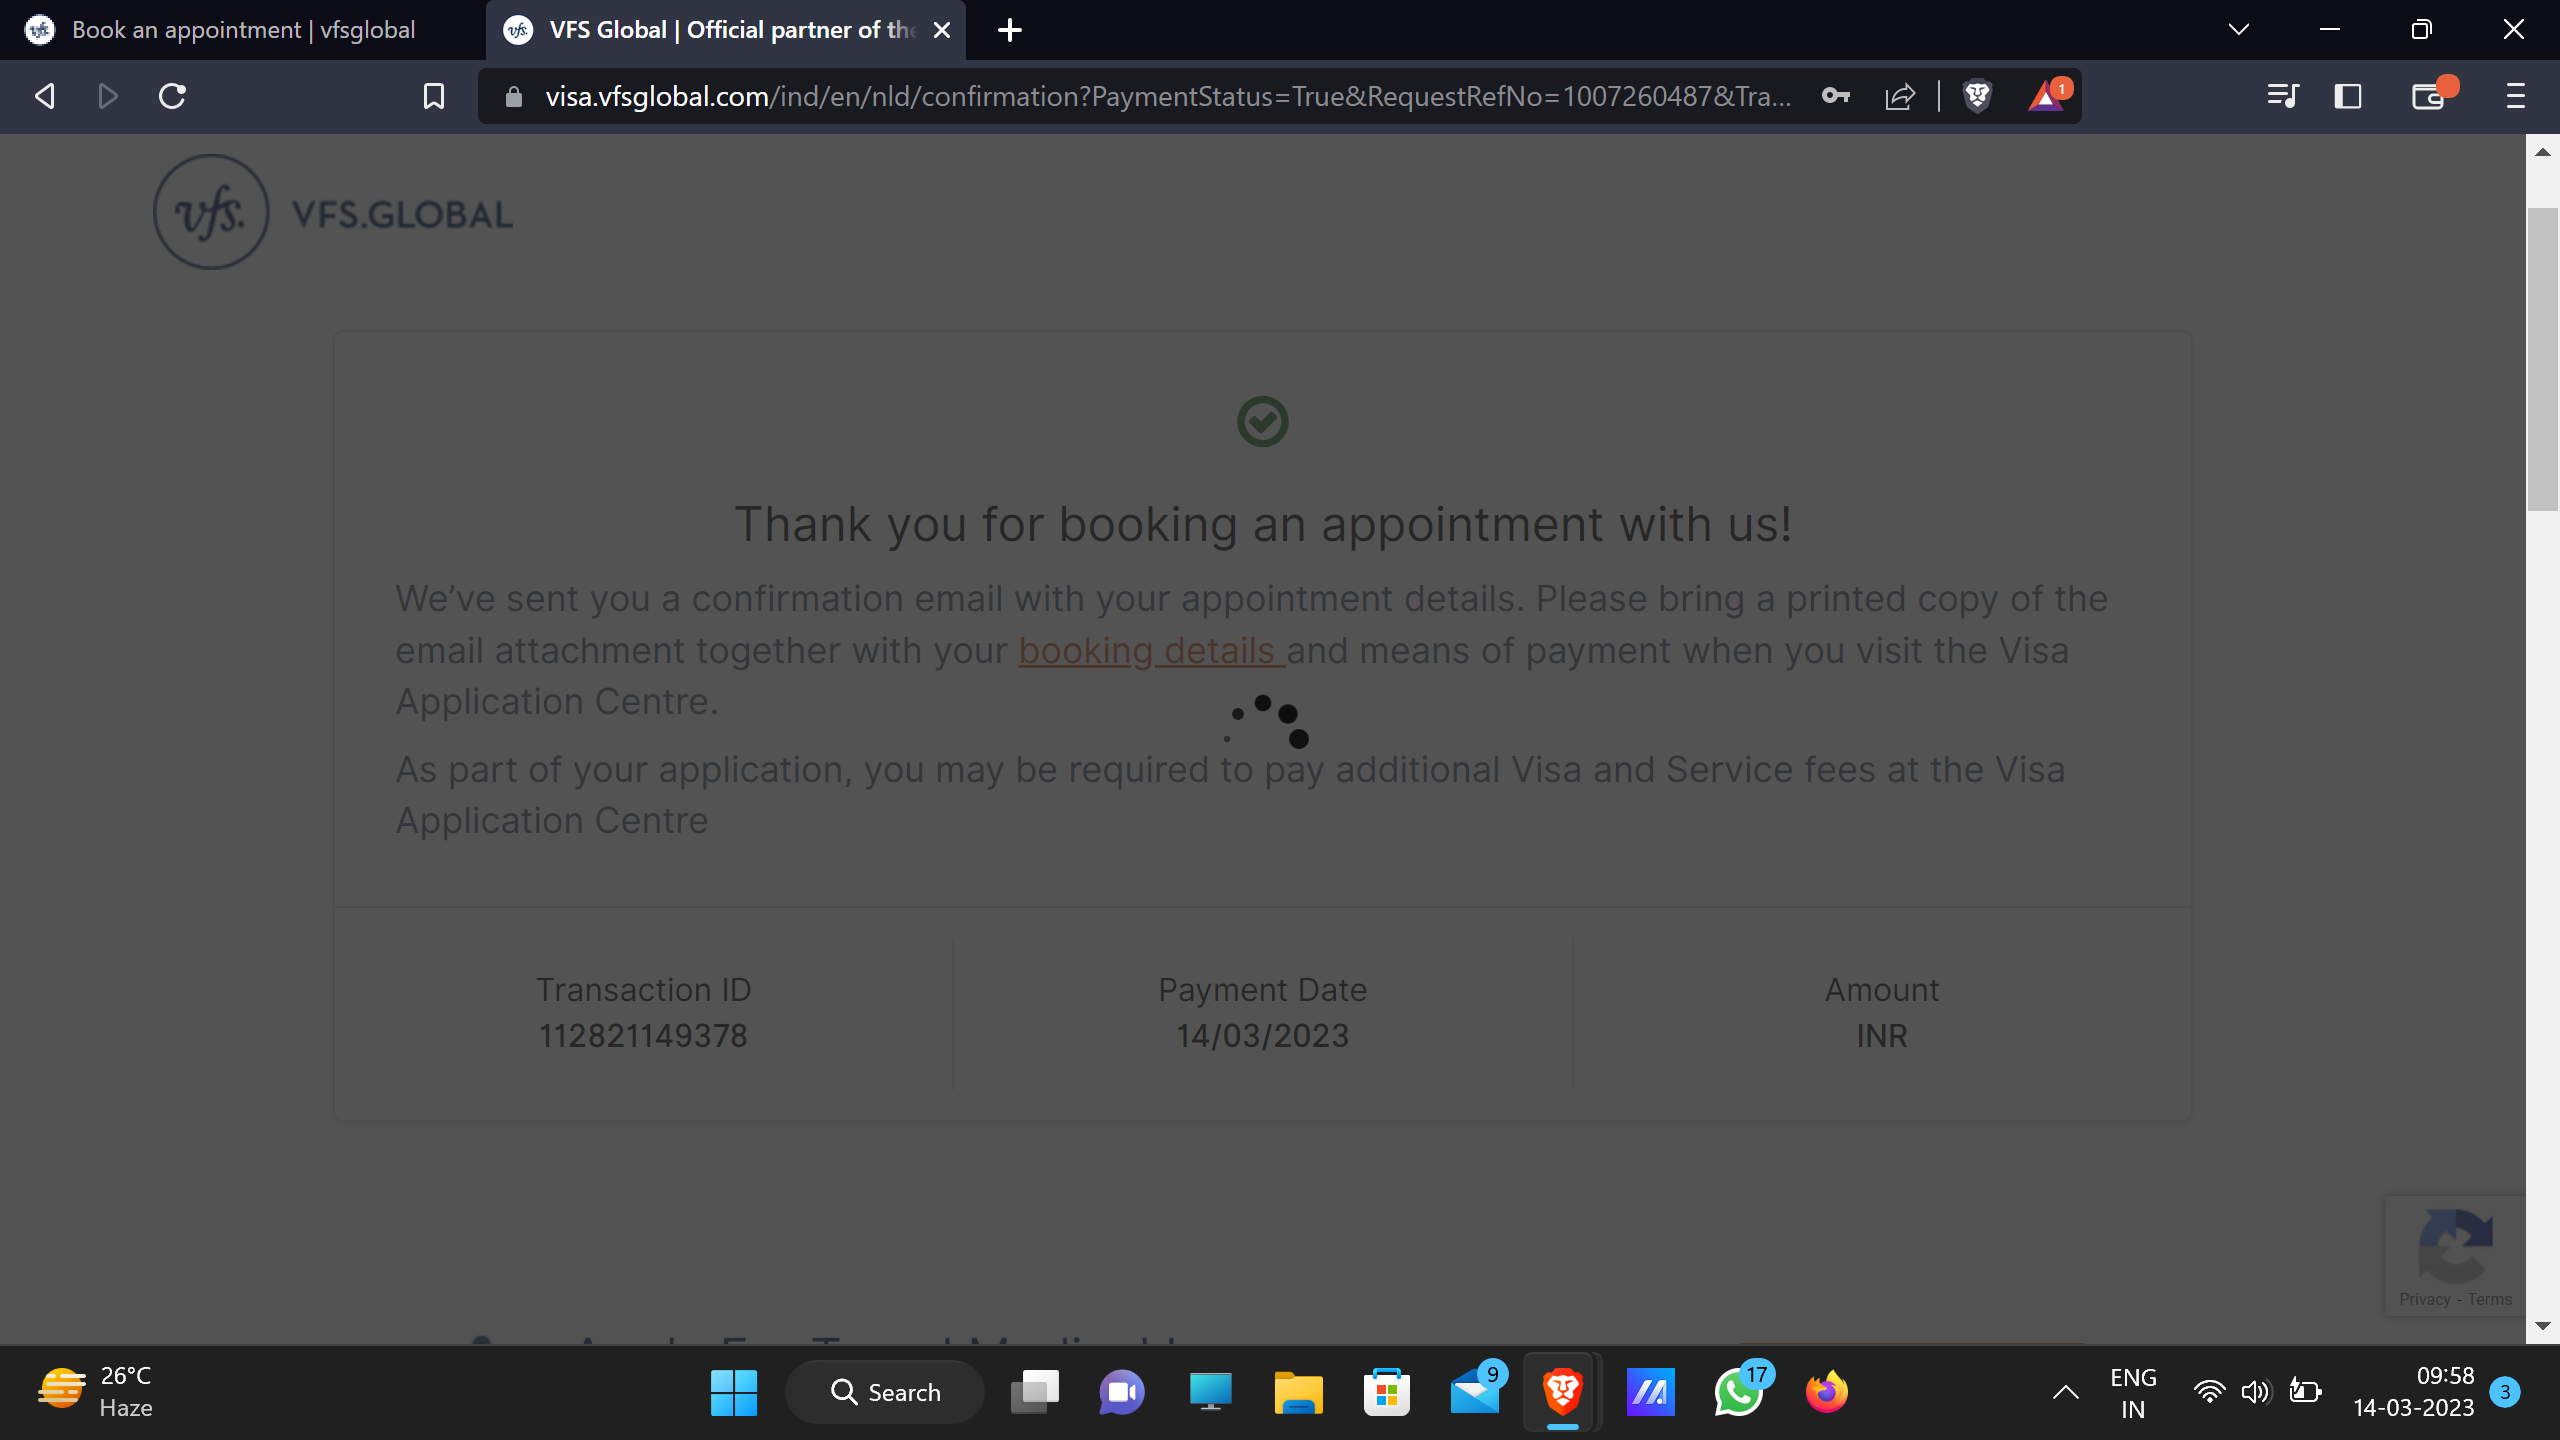 Book an appointment | vfsglobal
VFS Global | Official partner of the
visa.vfsglobal.com/ind/en/nld/confirmation?PaymentStatus=True&RequestRefNo=1007260487&Tra...
1
vfs.
VFS.GLOBAL
Thank you for booking an appointment with us!
We’ve sent you a confirmation email with your appointment details. Please bring a printed copy of the
email attachment together with your booking details and means of payment when you visit the Visa
Application Centre.
As part of your application, you may be required to pay additional Visa and Service fees at the Visa
Application Centre
Transaction ID
112821149378
Payment Date
14/03/2023
Amount
INR
Privacy - Terms
26°C
Haze
Search
9
17
ENG
IN
09:58
14-03-2023
3